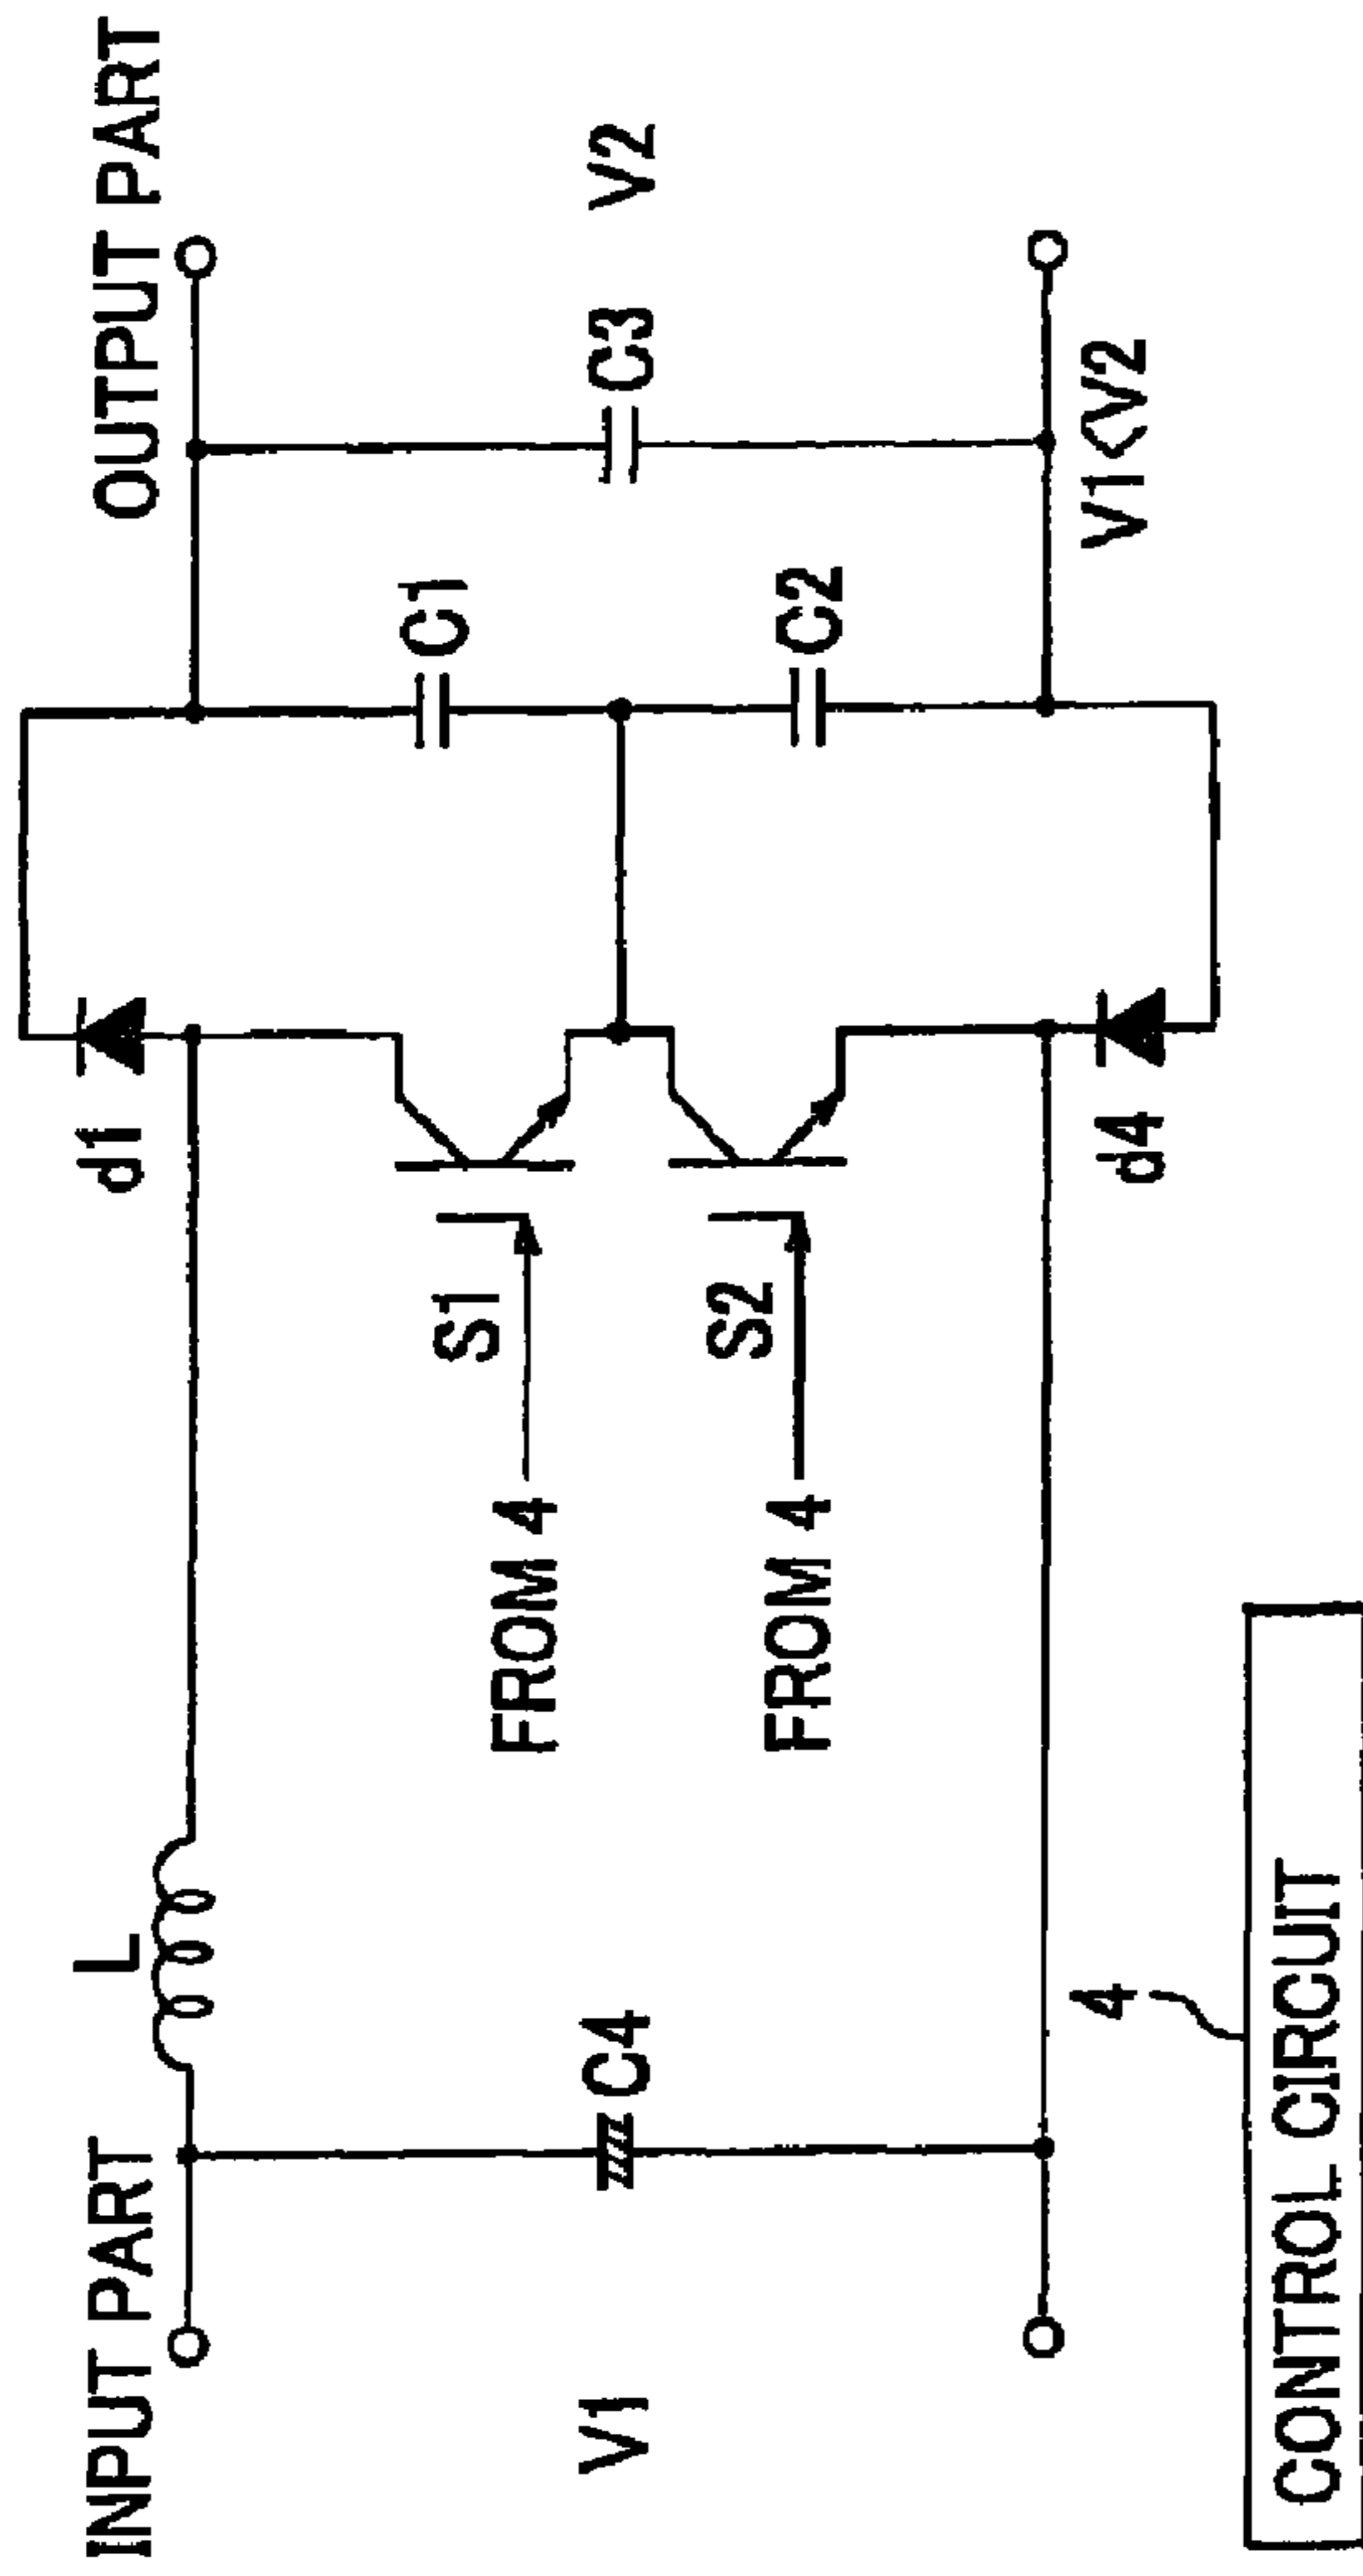 INPUT PART
OUTPUT PART
L
d1
V1
C4
FROM 4
S1
C1
FROM 4
S2
C2
C3
V2
d4
V1<V2
4
CONTROL CIRCUIT